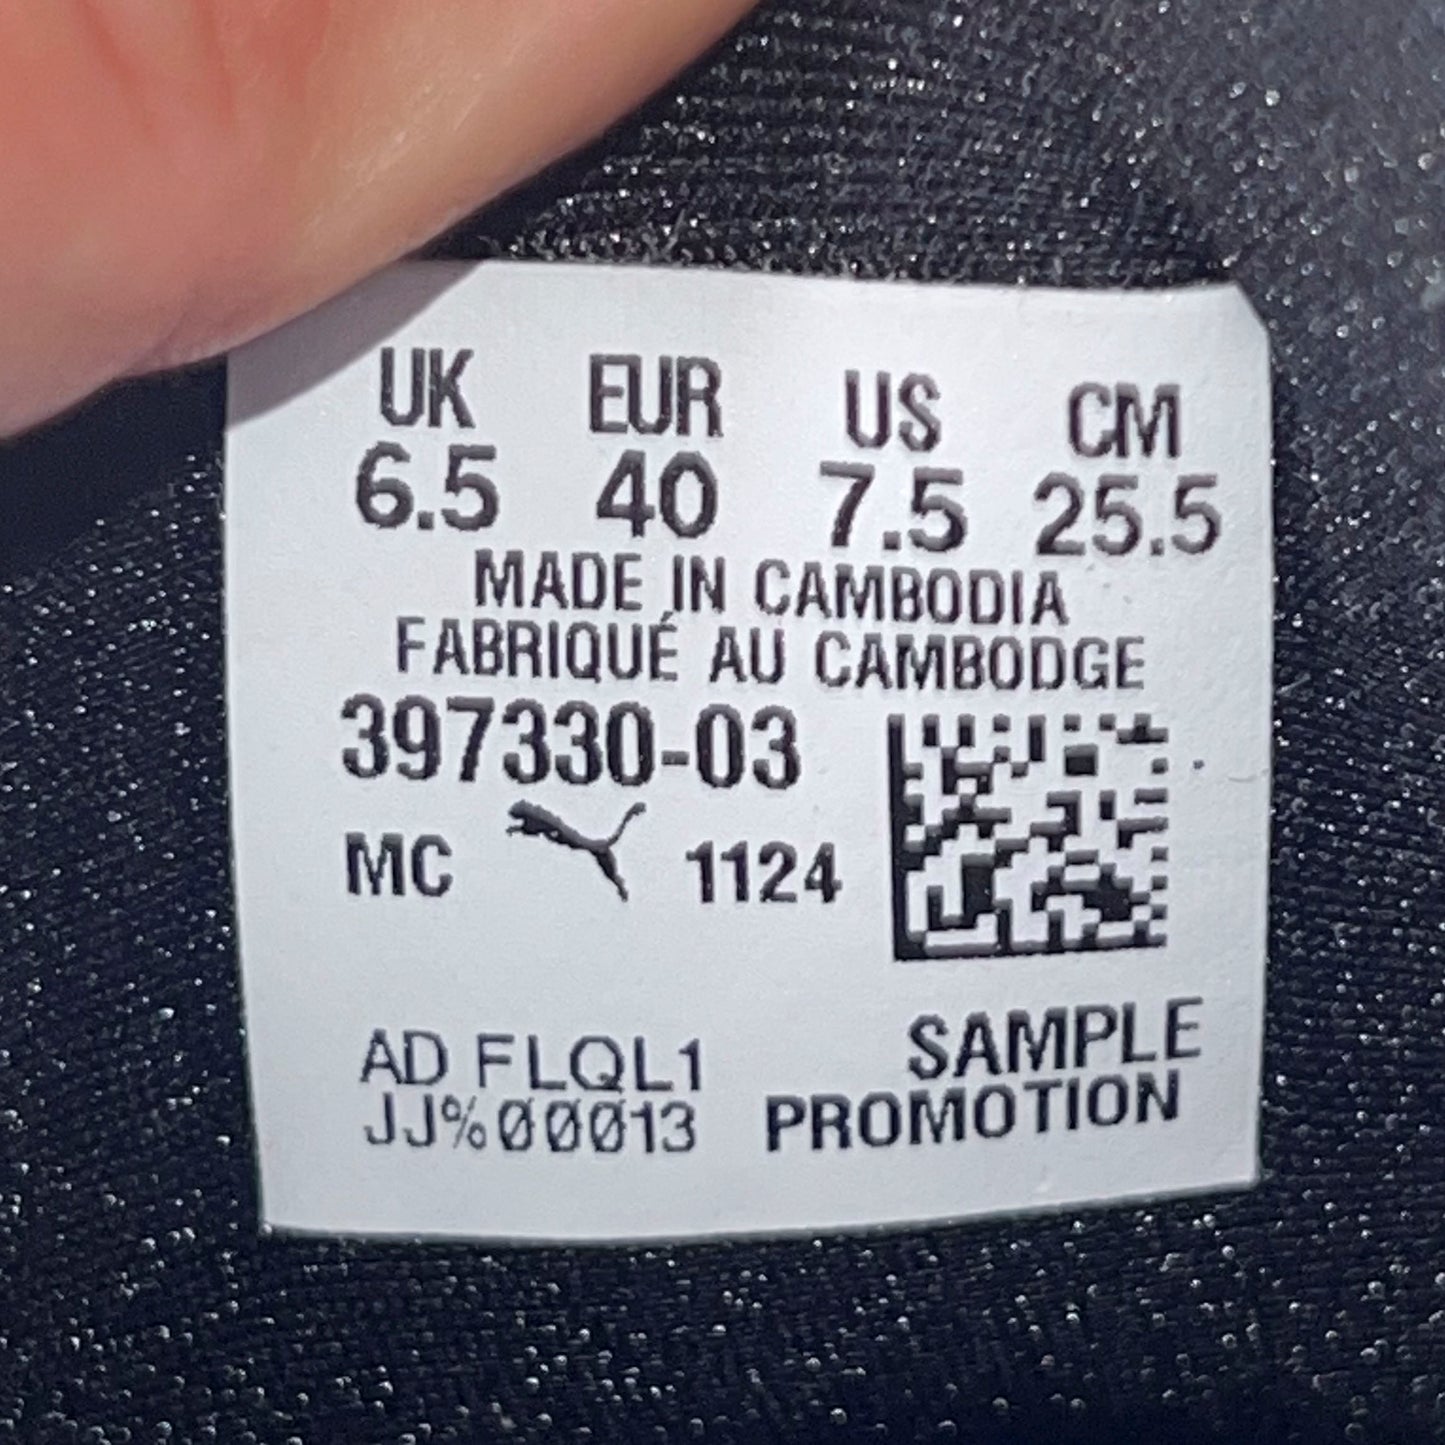 UK EUR US CM
6.5 40 7.5 25.5
MADE IN CAMBODIA
FABRIQUÉ AU CAMBODGE
397330-03
MC 1124
AD FLQL1
JJ%00013
SAMPLE
PROMOTION